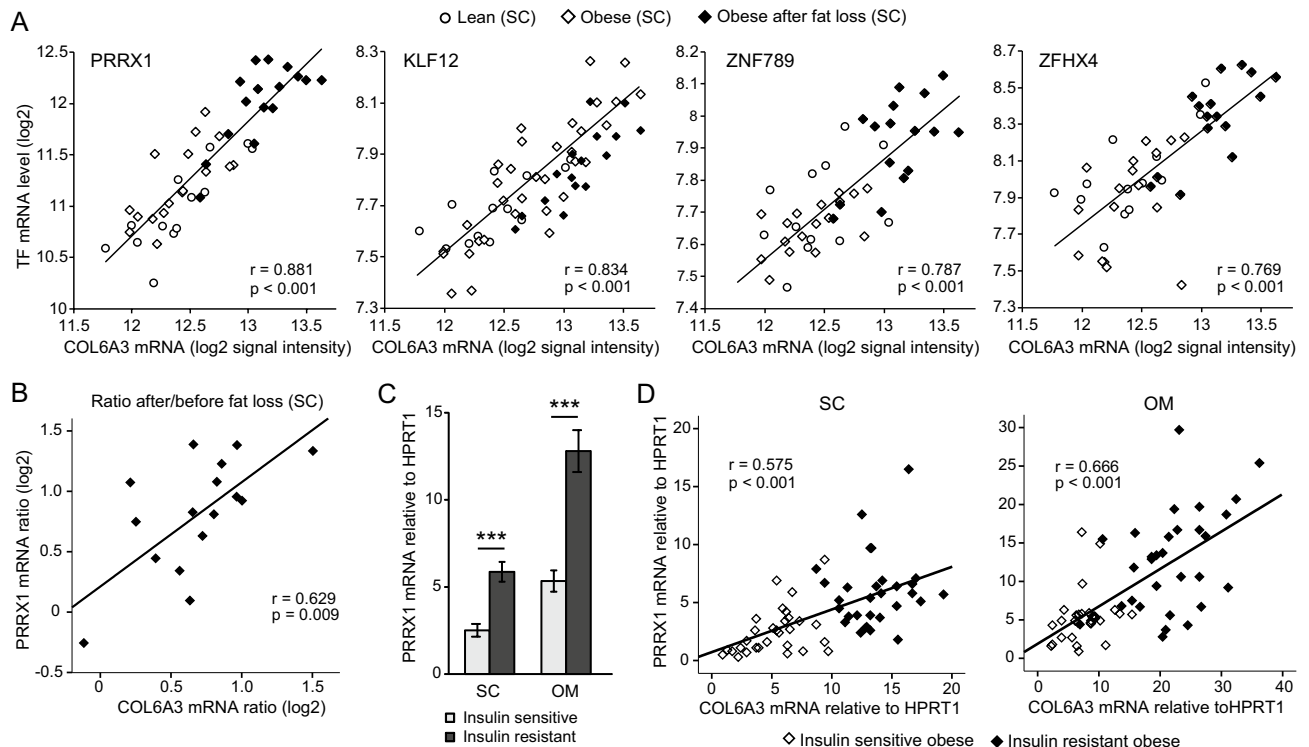 Lean (SC) Obese (SC) Obese after fat loss (SC)
A
PRRX1
TF mRNA level (log2)
12.5
12
11.5
11
10.5
10
r = 0.881
p < 0.001
11.5 12 12.5 13 13.5
COL6A3 mRNA (log2 signal intensity)
KLF12
8.3
8.1
7.9
7.7
7.5
7.3
r = 0.834
p < 0.001
11.5 12 12.5 13 13.5
COL6A3 mRNA (log2 signal intensity)
ZNF789
8.2
8.1
8.0
7.9
7.8
7.7
7.6
7.5
7.4
r = 0.787
p < 0.001
11.5 12 12.5 13 13.5
COL6A3 mRNA (log2 signal intensity)
ZFHX4
8.7
8.5
8.3
8.1
7.9
7.7
7.5
7.3
r = 0.769
p < 0.001
11.5 12 12.5 13 13.5
COL6A3 mRNA (log2 signal intensity)
B
Ratio after/before fat loss (SC)
PRRX1 mRNA ratio (log2)
1.5
1.0
0.5
0
-0.5
r = 0.629
p = 0.009
0 0.5 1.0 1.5
COL6A3 mRNA ratio (log2)
C
PRRX1 mRNA relative to HPRT1
15
10
5
0
***
***
SC OM
Insulin sensitive
Insulin resistant
D
SC
PRRX1 mRNA relative to HPRT1
20
15
10
5
0
r = 0.575
p < 0.001
0 5 10 15 20
COL6A3 mRNA relative to HPRT1
OM
30
25
20
15
10
5
0
r = 0.666
p < 0.001
0 10 20 30 40
COL6A3 mRNA relative toHPRT1
Insulin sensitive obese Insulin resistant obese